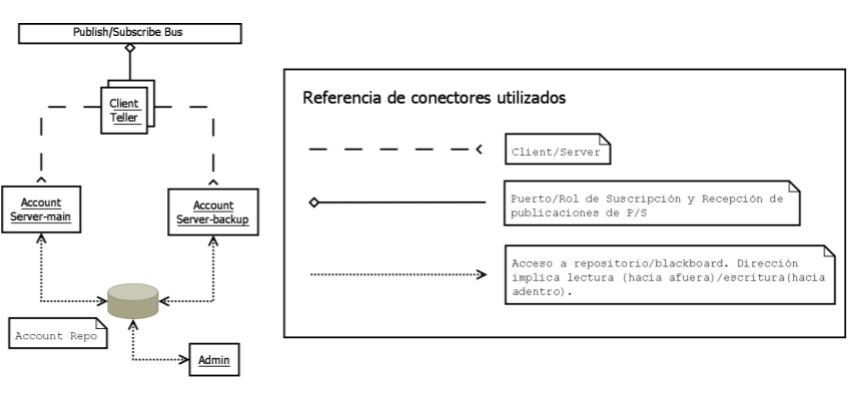 Publish/Subscribe Bus
Client
Teller
Account
Server-main
Account
Server-backup
Account Repo
Admin
Referencia de conectores utilizados
Client/Server
Puerto/Rol de Suscripción y Recepción de
publicaciones de P/S
Acceso a repositorio/blackboard. Dirección
implica lectura (hacia afuera)/escritura(hacia
adentro).